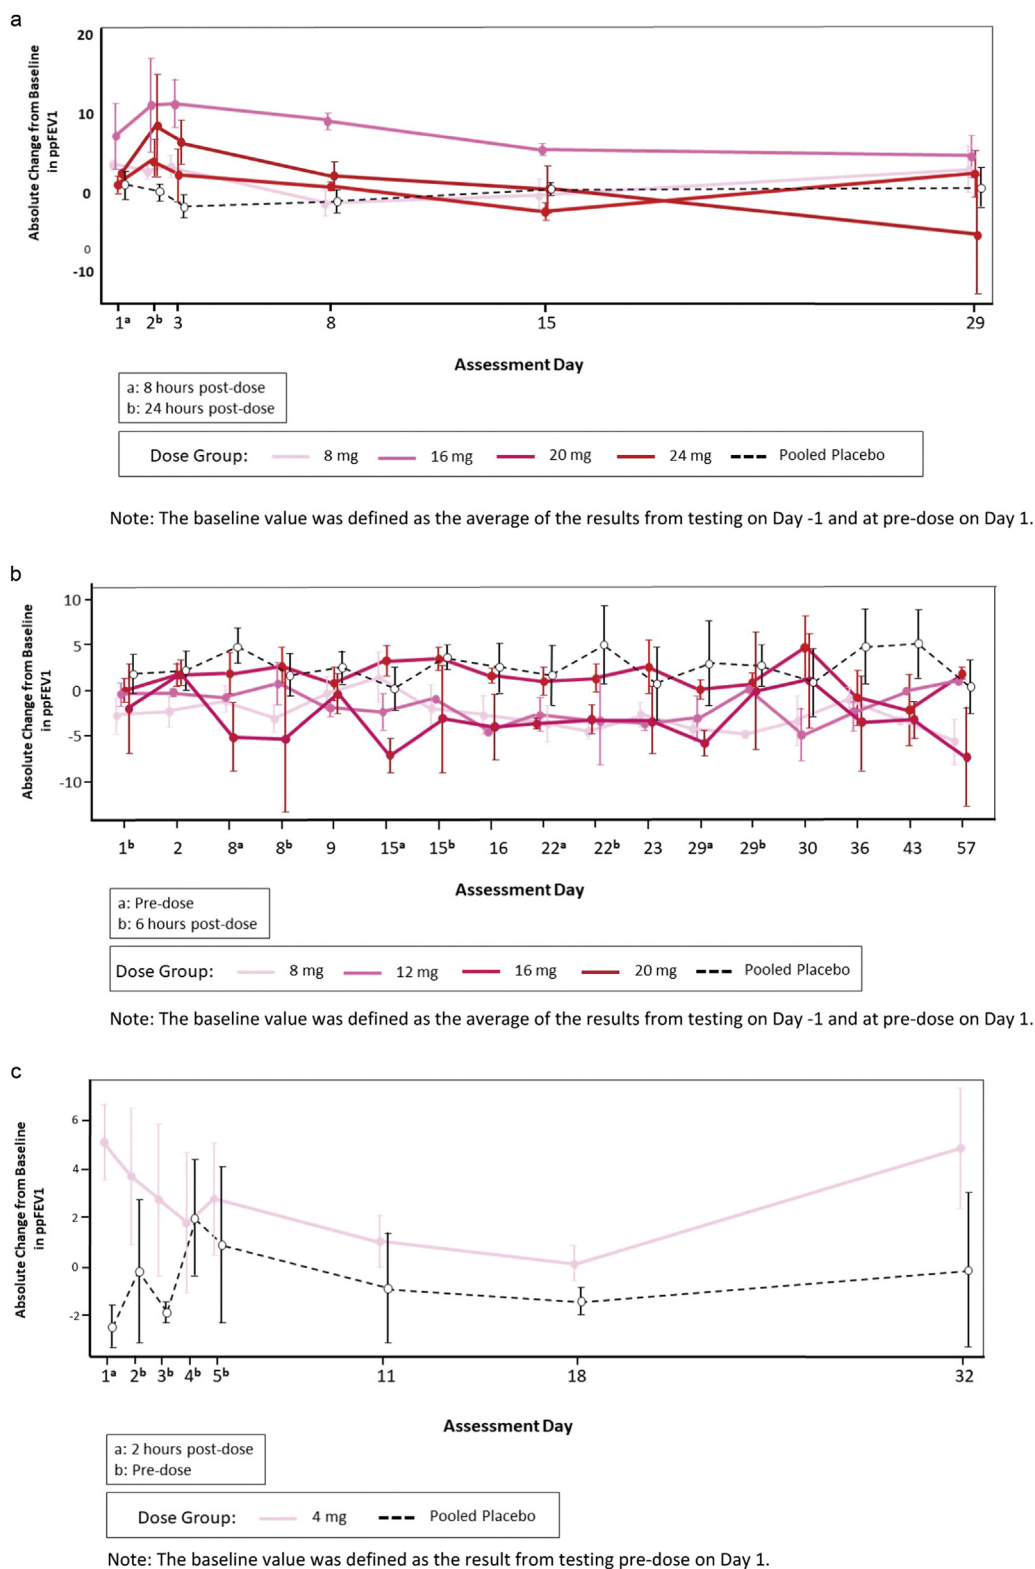 a
Absolute Change from Baseline
in ppFEV1
20
10
0
0
-10
1ᵃ 2ᵇ 3 8 15 29
Assessment Day
a: 8 hours post-dose
b: 24 hours post-dose
Dose Group: 8 mg 16 mg 20 mg 24 mg Pooled Placebo
Note: The baseline value was defined as the average of the results from testing on Day -1 and at pre-dose on Day 1.
b
Absolute Change from Baseline
in ppFEV1
10
5
0
-5
-10
1ᵇ 2 8ᵃ 8ᵇ 9 15ᵃ 15ᵇ 16 22ᵃ 22ᵇ 23 29ᵃ 29ᵇ 30 36 43 57
Assessment Day
a: Pre-dose
b: 6 hours post-dose
Dose Group: 8 mg 12 mg 16 mg 20 mg Pooled Placebo
Note: The baseline value was defined as the average of the results from testing on Day -1 and at pre-dose on Day 1.
c
Absolute Change from Baseline
in ppFEV1
6
4
2
0
-2
1ᵃ 2ᵇ 3ᵇ 4ᵇ 5ᵇ 11 18 32
Assessment Day
a: 2 hours post-dose
b: Pre-dose
Dose Group: 4 mg Pooled Placebo
Note: The baseline value was defined as the result from testing pre-dose on Day 1.